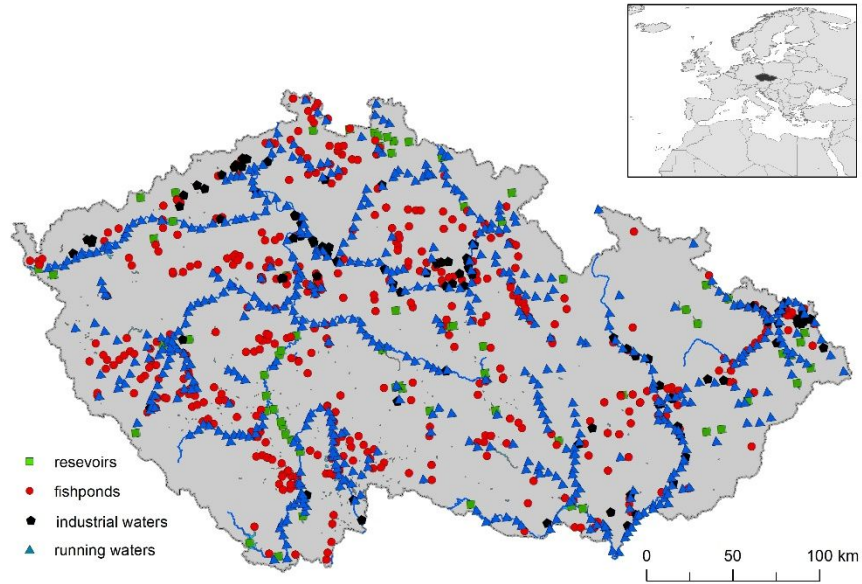 resevoirs
fishponds
industrial waters
running waters
0 50 100 km